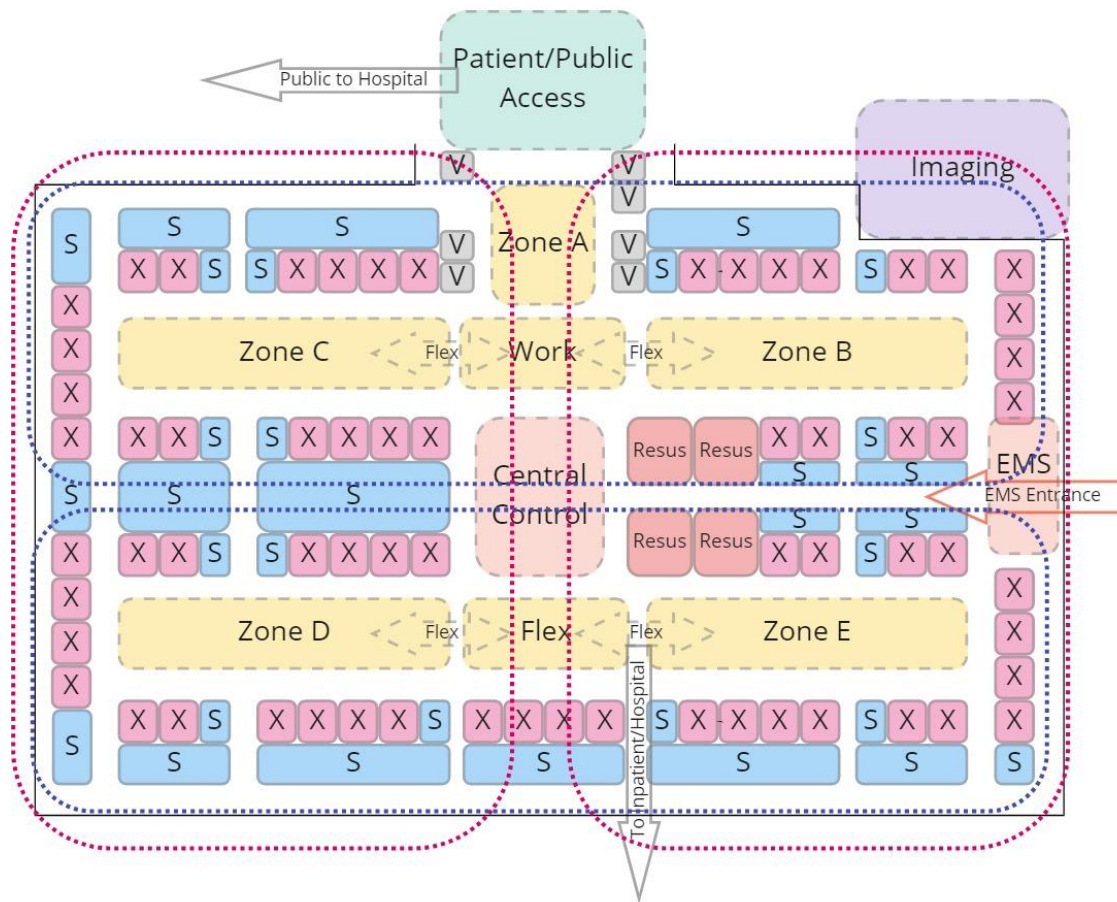 Patient/Public
Access
Public to Hospital
Imaging
V V
V
S S S Zone A S
V V
X X S S X X X X V V S X - X X X S X X X
X X
X X
Zone C Flex Work Flex Zone B
X X
X X
X X X S S X X X X Resus Resus X X S X X
Central
Control
EMS
EMS Entrance
S S S S S
S S
X X X S S X X X X Resus Resus X X S X X
X X
X X
Zone D Flex Flex Flex Zone E
X X
X X
X X S X X X X S X X X X S X - X X X S X X X
To Inpatient/Hospital
S S S S S S S